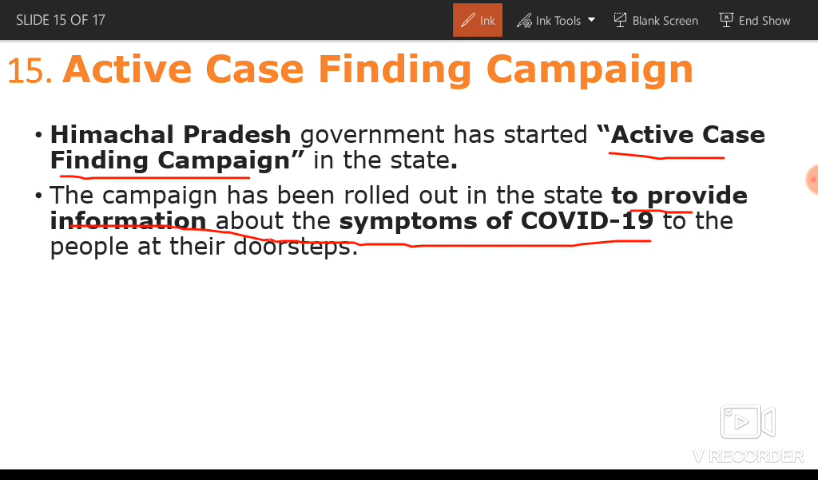 SLIDE 15 OF 17 Ink Ink Tools Blank Screen End Show
15. Active Case Finding Campaign
• Himachal Pradesh government has started “Active Case
Finding Campaign” in the state.
• The campaign has been rolled out in the state to provide
information about the symptoms of COVID-19 to the
people at their doorsteps.
V RECORDER